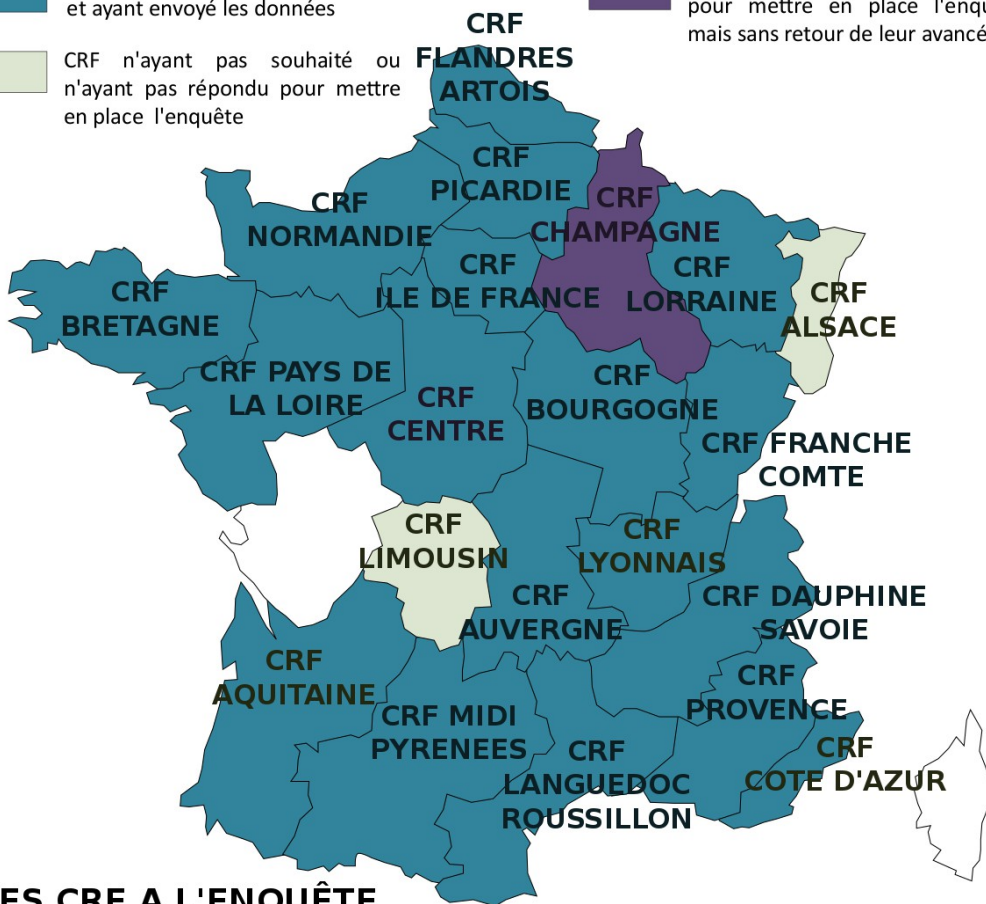 et ayant envoyé les données
pour mettre en place l'enqu
mais sans retour de leur avancé
CRF n'ayant pas souhaité ou
n'ayant pas répondu pour mettre
en place l'enquête
CRF
FLANDRES
ARTOIS
CRF
PICARDIE
CRF
NORMANDIE
CRF
CHAMPAGNE
CRF
ILE DE FRANCE
CRF
LORRAINE
CRF
ALSACE
CRF
BRETAGNE
CRF PAYS DE
LA LOIRE
CRF
CENTRE
CRF
BOURGOGNE
CRF FRANCHE
COMTE
CRF
LIMOUSIN
CRF
LYONNAIS
CRF
AUVERGNE
CRF DAUPHINE
SAVOIE
CRF
AQUITAINE
CRF MIDI
PYRENEES
CRF
PROVENCE
CRF
LANGUEDOC
ROUSSILLON
CRF
COTE D'AZUR
ES CRF A L'ENQUÊTE